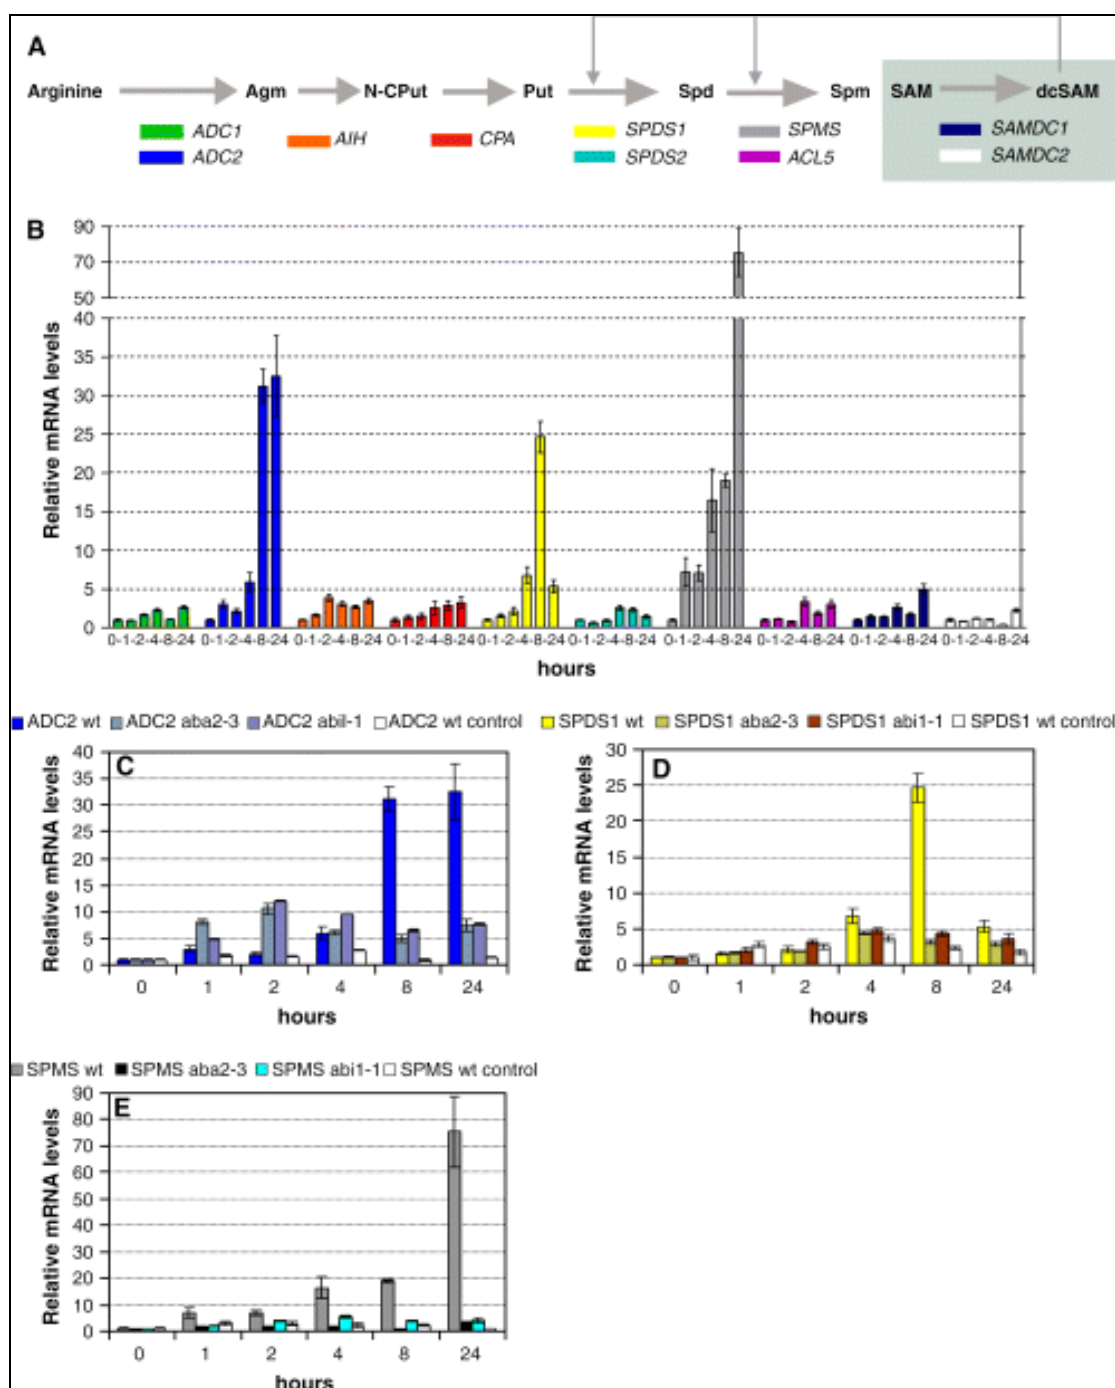 A
Arginine Agm N-CPut Put Spd Spm SAM dcSAM
ADC1 AIH CPA SPDS1 SPMS SAMDC1
ADC2 SPDS2 ACL5 SAMDC2
B
Relative mRNA levels
90
70
50
40
35
30
25
20
15
10
5
0
0-1-2-4-8-24 0-1-2-4-8-24 0-1-2-4-8-24 0-1-2-4-8-24 0-1-2-4-8-24 0-1-2-4-8-24 0-1-2-4-8-24 0-1-2-4-8-24 0-1-2-4-8-24 0-1-2-4-8-24
hours
ADC2 wt ADC2 aba2-3 ADC2 abil-1 ADC2 wt control SPDS1 wt SPDS1 aba2-3 SPDS1 abi1-1 SPDS1 wt control
C
Relative mRNA levels
40
35
30
25
20
15
10
5
0
0 1 2 4 8 24
hours
D
Relative mRNA levels
30
25
20
15
10
5
0
0 1 2 4 8 24
hours
SPMS wt SPMS aba2-3 SPMS abi1-1 SPMS wt control
E
Relative mRNA levels
90
80
70
60
50
40
30
20
10
0
0 1 2 4 8 24
hours